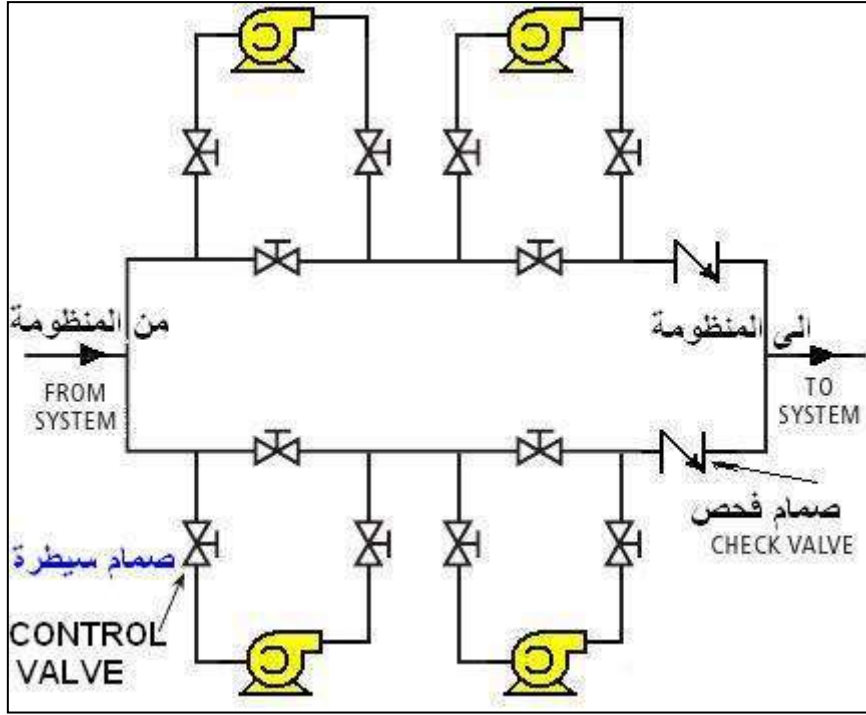 من المنظومة
FROM
SYSTEM
الى المنظومة
TO
SYSTEM
صمام فحص
CHECK VALVE
صمام سيطرة
CONTROL
VALVE